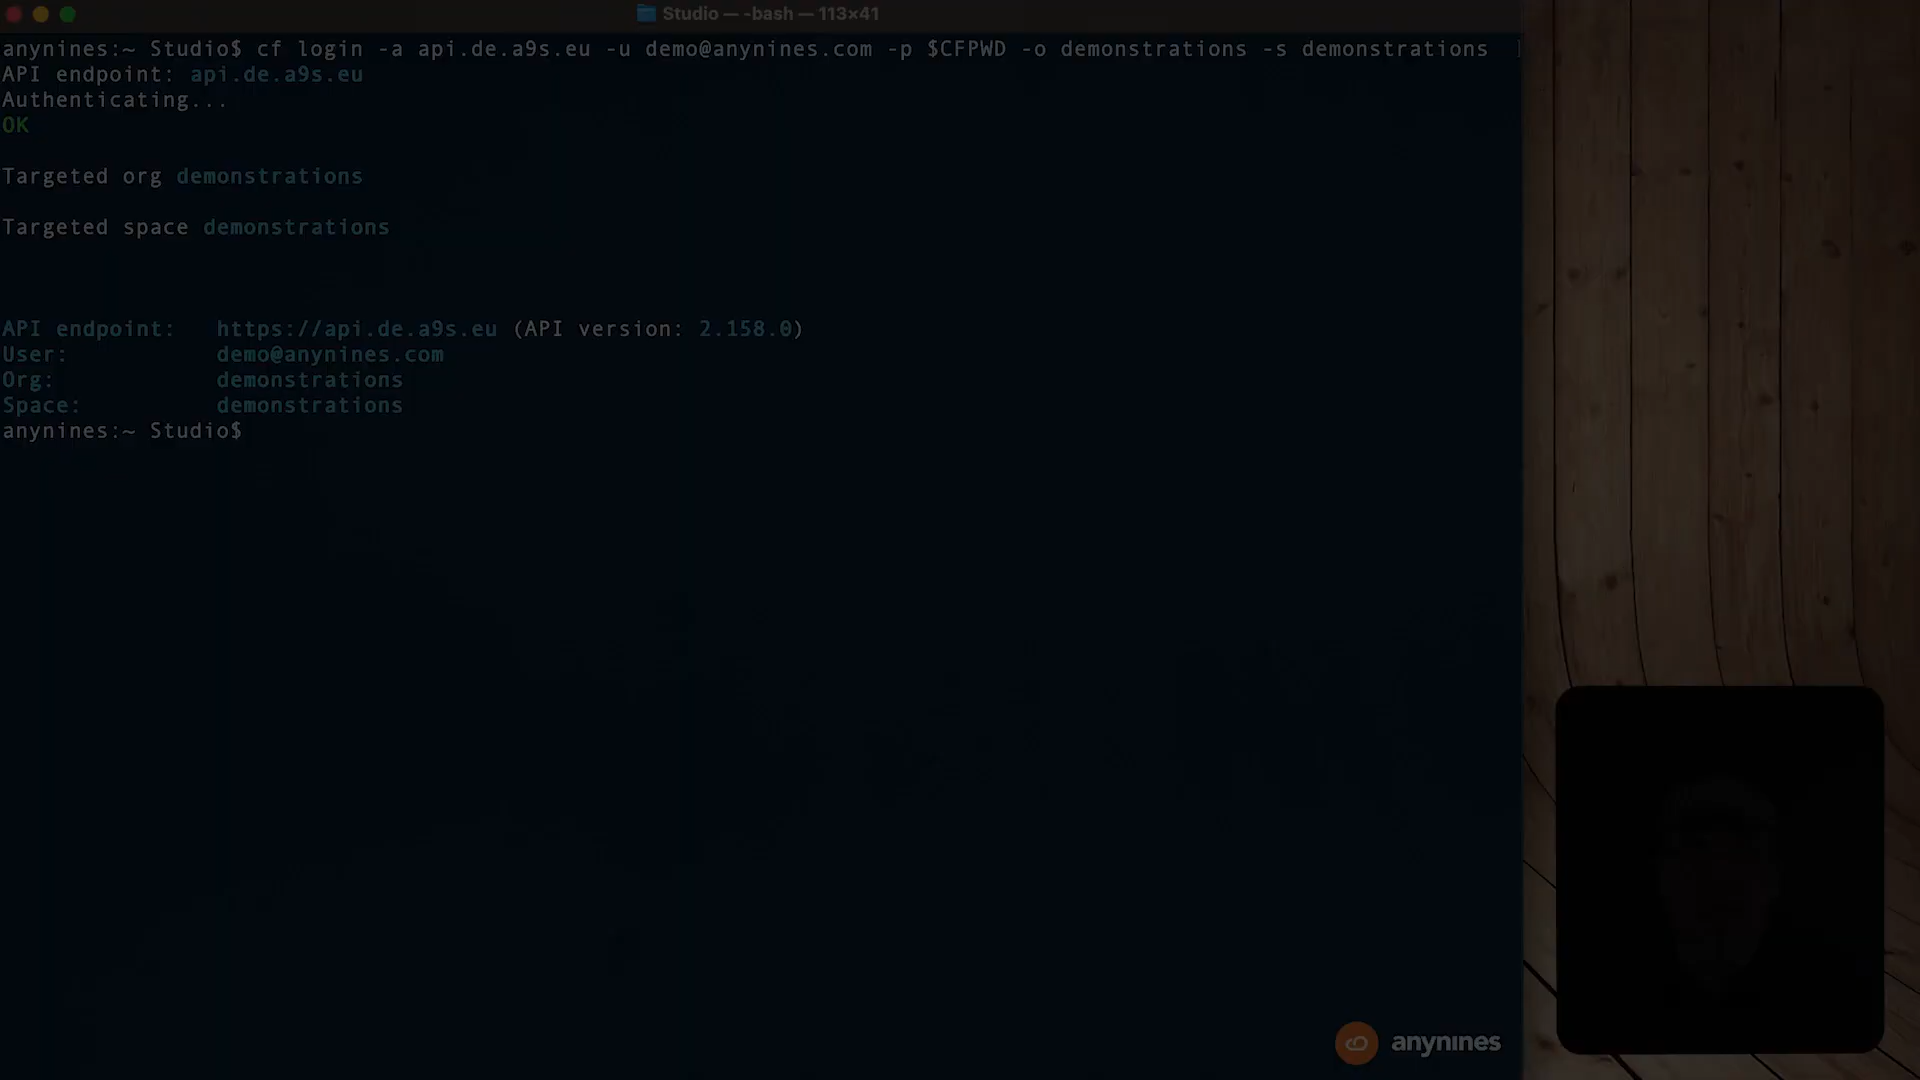 Studio — -bash — 113×41
anynines:~ Studio$ cf login -a api.de.a9s.eu -u demo@anynines.com -p $CFPWD -o demonstrations -s demonstrations ]
API endpoint: api.de.a9s.eu
Authenticating...
OK
Targeted org demonstrations
Targeted space demonstrations
API endpoint: https://api.de.a9s.eu (API version: 2.158.0)
User: demo@anynines.com
Org: demonstrations
Space: demonstrations
anynines:~ Studio$
anynines